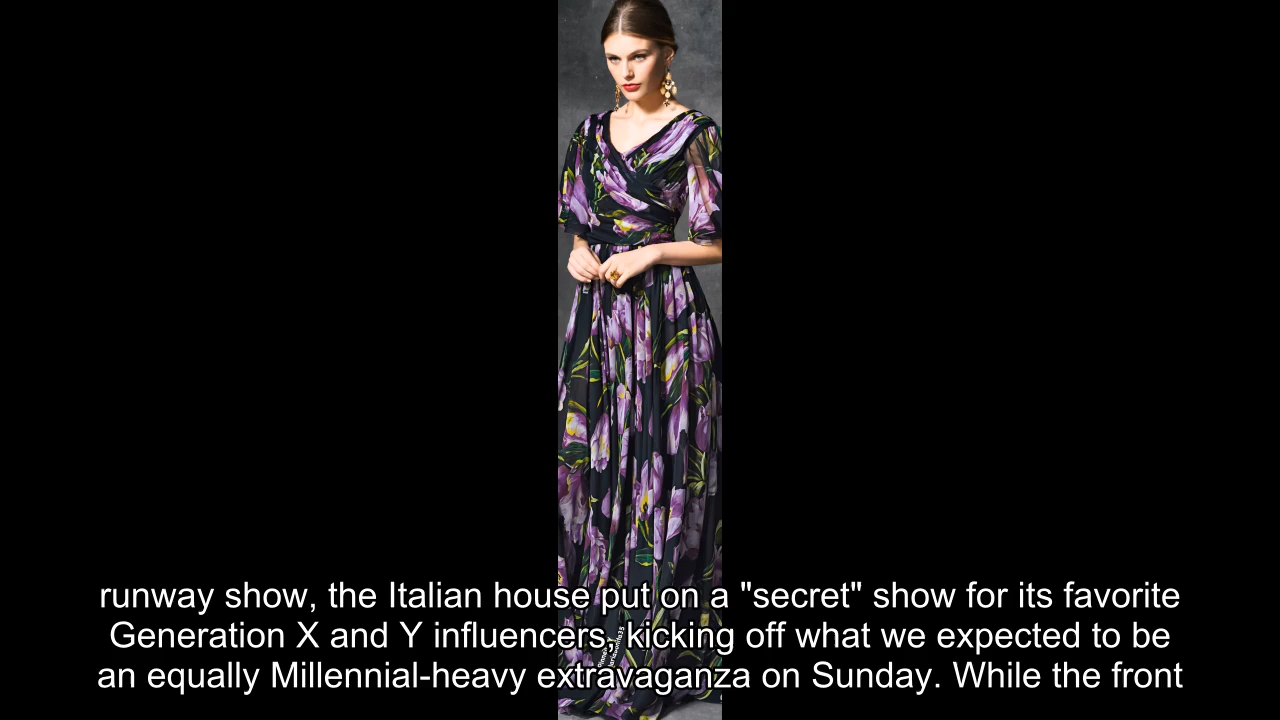 runway show, the Italian house put on a "secret" show for its favorite
Generation X and Y influencers, kicking off what we expected to be
an equally Millennial-heavy extravaganza on Sunday. While the front